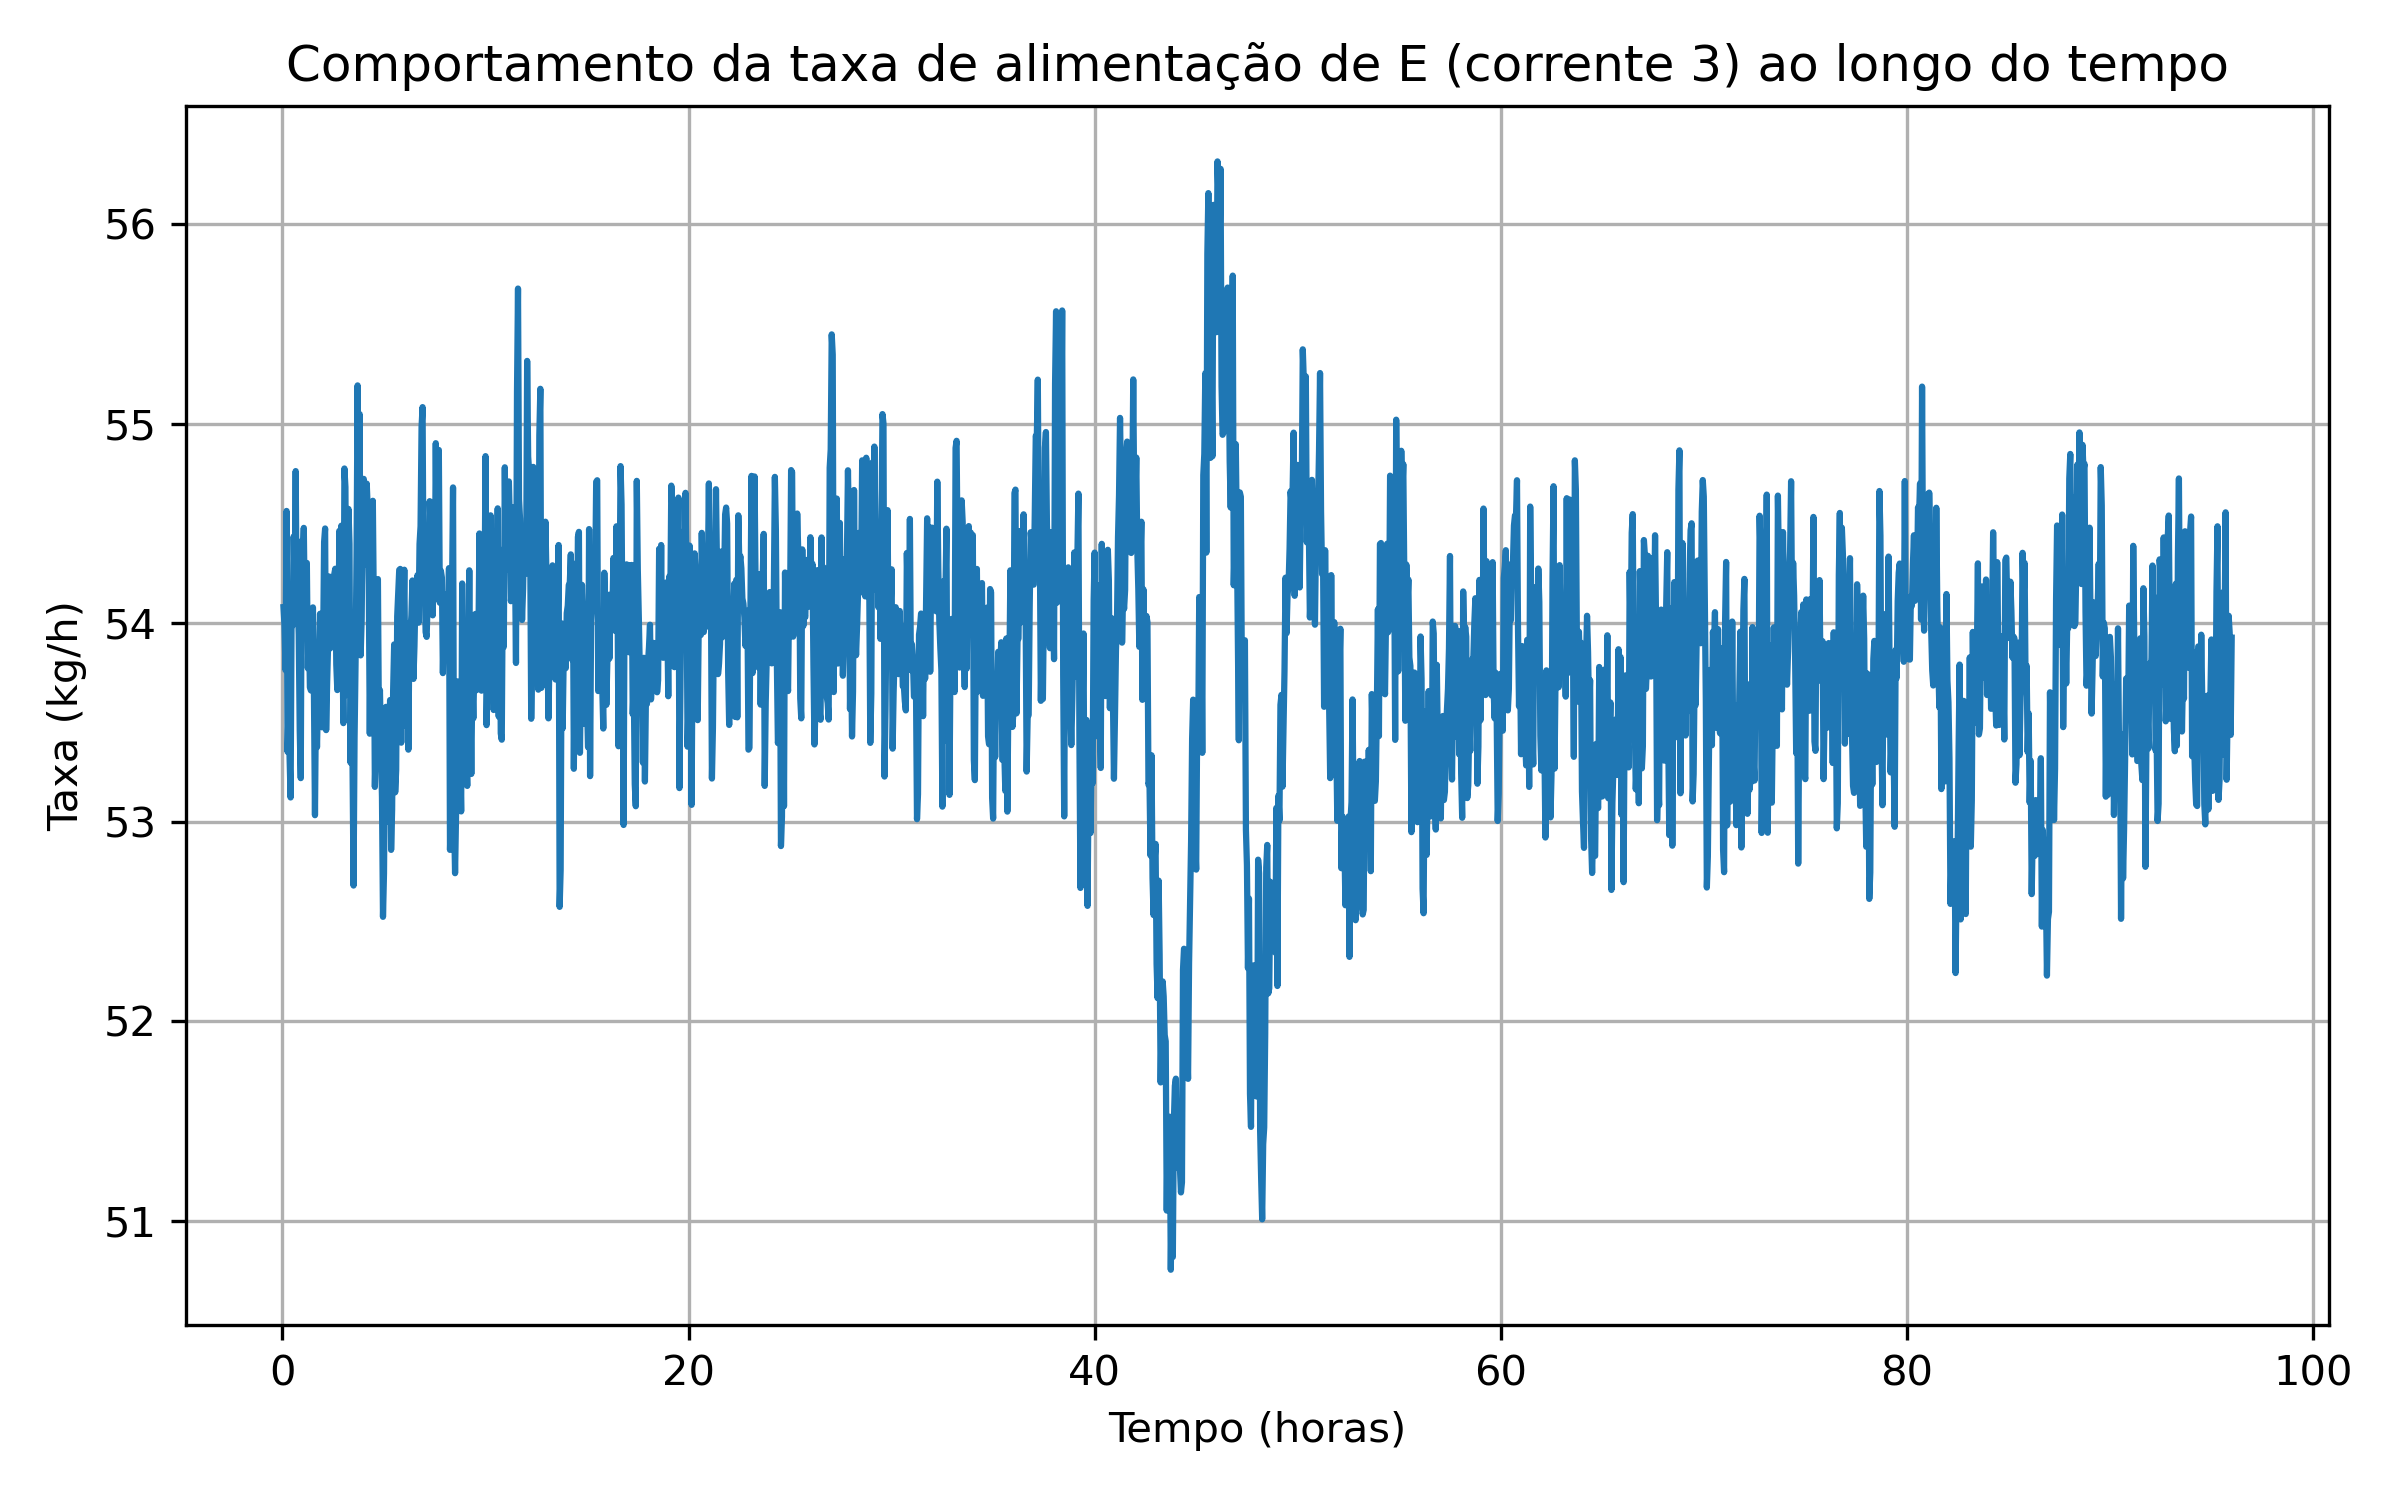 Comportamento da taxa de alimentação de E (corrente 3) ao longo do tempo
Taxa (kg/h)
56
55
54
53
52
51
0 20 40 60 80 100
Tempo (horas)